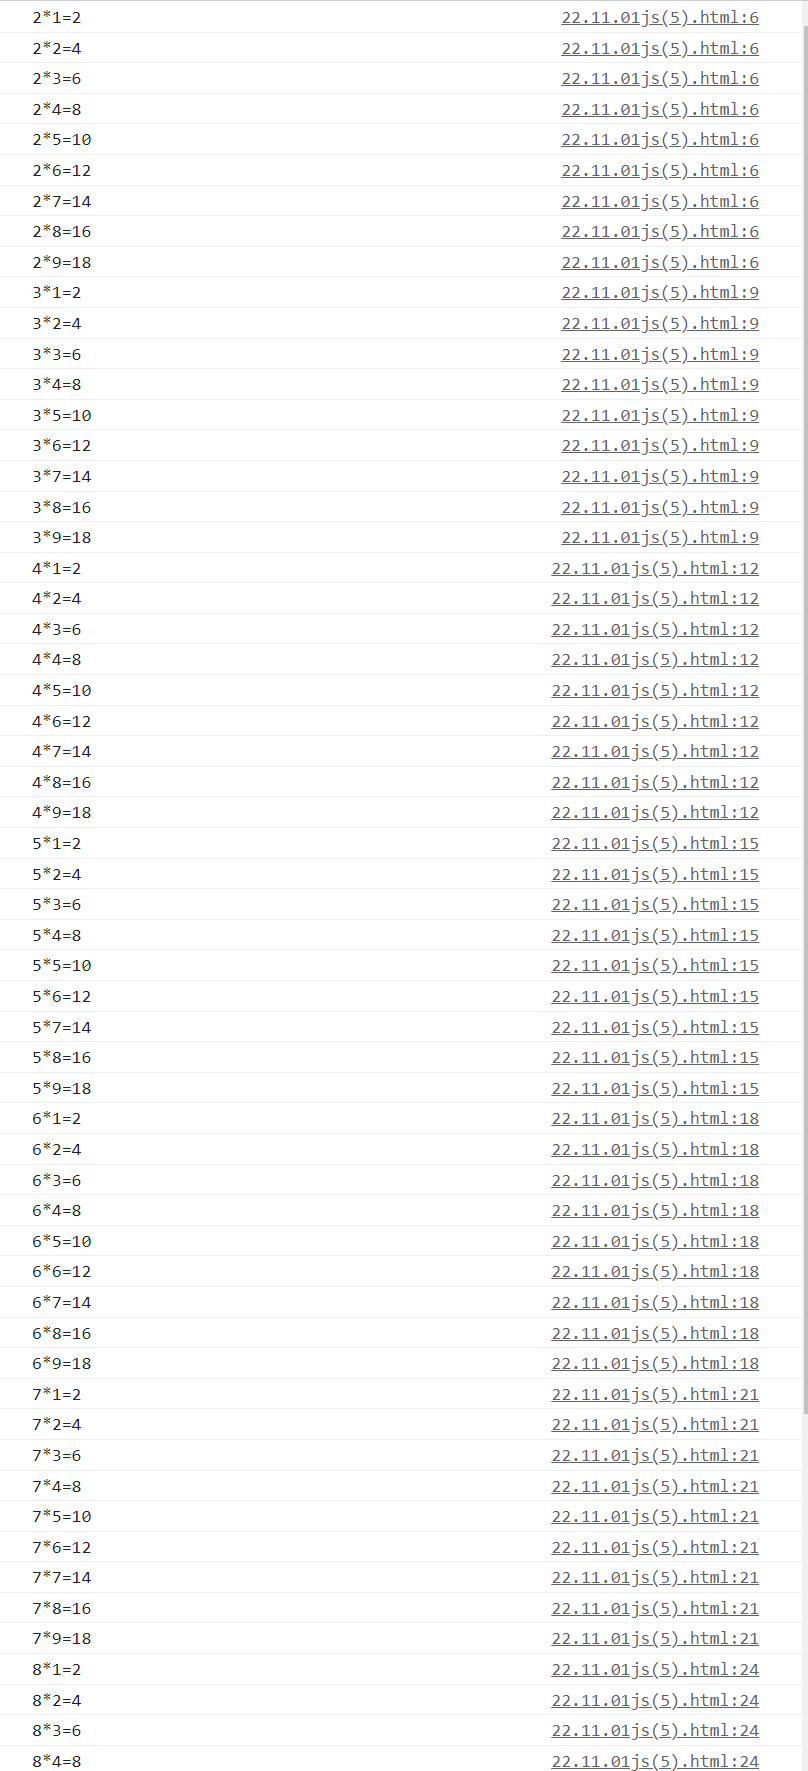 2*1=2 22.11.01js(5).html:6
2*2=4 22.11.01js(5).html:6
2*3=6 22.11.01js(5).html:6
2*4=8 22.11.01js(5).html:6
2*5=10 22.11.01js(5).html:6
2*6=12 22.11.01js(5).html:6
2*7=14 22.11.01js(5).html:6
2*8=16 22.11.01js(5).html:6
2*9=18 22.11.01js(5).html:6
3*1=2 22.11.01js(5).html:9
3*2=4 22.11.01js(5).html:9
3*3=6 22.11.01js(5).html:9
3*4=8 22.11.01js(5).html:9
3*5=10 22.11.01js(5).html:9
3*6=12 22.11.01js(5).html:9
3*7=14 22.11.01js(5).html:9
3*8=16 22.11.01js(5).html:9
3*9=18 22.11.01js(5).html:9
4*1=2 22.11.01js(5).html:12
4*2=4 22.11.01js(5).html:12
4*3=6 22.11.01js(5).html:12
4*4=8 22.11.01js(5).html:12
4*5=10 22.11.01js(5).html:12
4*6=12 22.11.01js(5).html:12
4*7=14 22.11.01js(5).html:12
4*8=16 22.11.01js(5).html:12
4*9=18 22.11.01js(5).html:12
5*1=2 22.11.01js(5).html:15
5*2=4 22.11.01js(5).html:15
5*3=6 22.11.01js(5).html:15
5*4=8 22.11.01js(5).html:15
5*5=10 22.11.01js(5).html:15
5*6=12 22.11.01js(5).html:15
5*7=14 22.11.01js(5).html:15
5*8=16 22.11.01js(5).html:15
5*9=18 22.11.01js(5).html:15
6*1=2 22.11.01js(5).html:18
6*2=4 22.11.01js(5).html:18
6*3=6 22.11.01js(5).html:18
6*4=8 22.11.01js(5).html:18
6*5=10 22.11.01js(5).html:18
6*6=12 22.11.01js(5).html:18
6*7=14 22.11.01js(5).html:18
6*8=16 22.11.01js(5).html:18
6*9=18 22.11.01js(5).html:18
7*1=2 22.11.01js(5).html:21
7*2=4 22.11.01js(5).html:21
7*3=6 22.11.01js(5).html:21
7*4=8 22.11.01js(5).html:21
7*5=10 22.11.01js(5).html:21
7*6=12 22.11.01js(5).html:21
7*7=14 22.11.01js(5).html:21
7*8=16 22.11.01js(5).html:21
7*9=18 22.11.01js(5).html:21
8*1=2 22.11.01js(5).html:24
8*2=4 22.11.01js(5).html:24
8*3=6 22.11.01js(5).html:24
8*4=8 22.11.01js(5).html:24